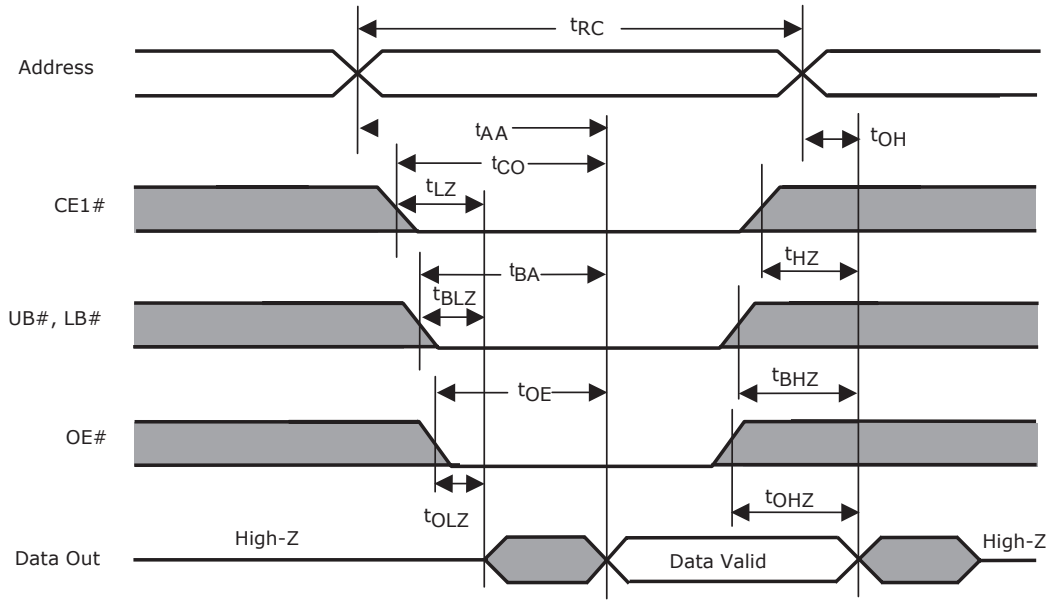 tRC
Address
tAA
tOH
tCO
tLZ
CE1#
tHZ
tBA
tBLZ
UB#, LB#
tBHZ
tOE
OE#
tOHZ
tOLZ
High-Z
High-Z
Data Out
Data Valid